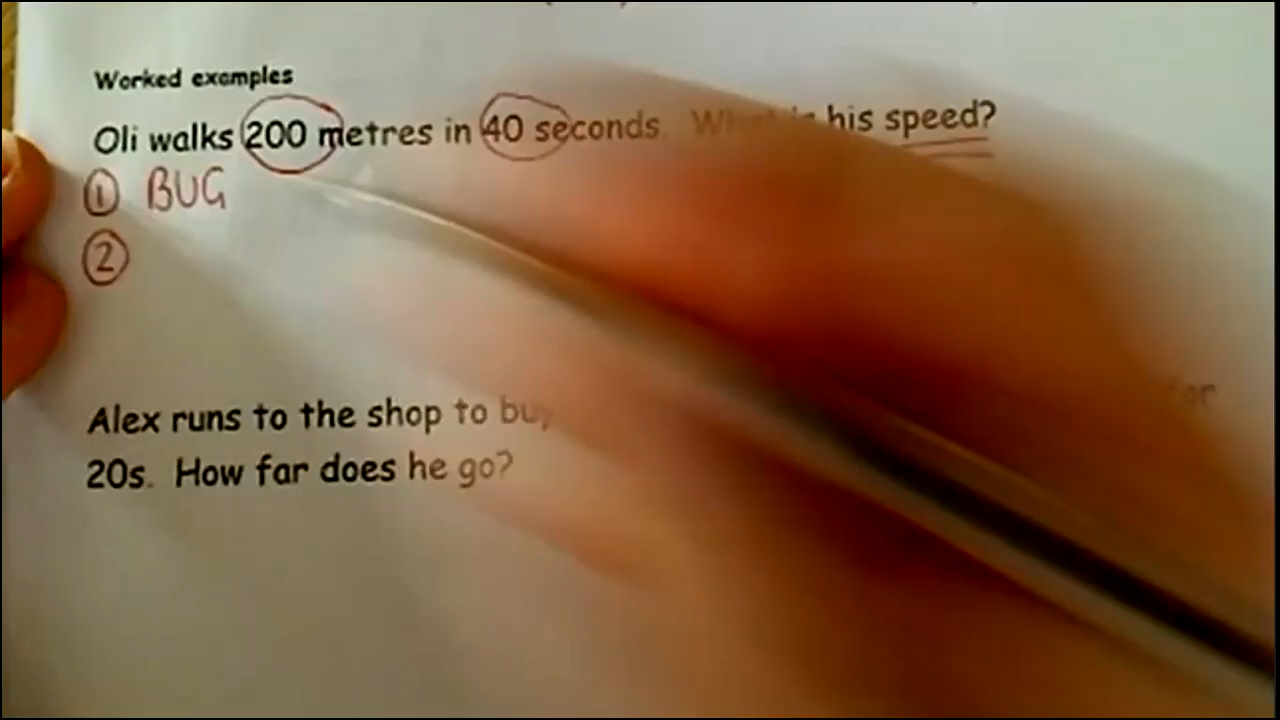 Worked examples
Oli walks 200 metres in 40 seconds. his speed?
① BUG
②
Alex runs to the shop to
20s. How far does he go?